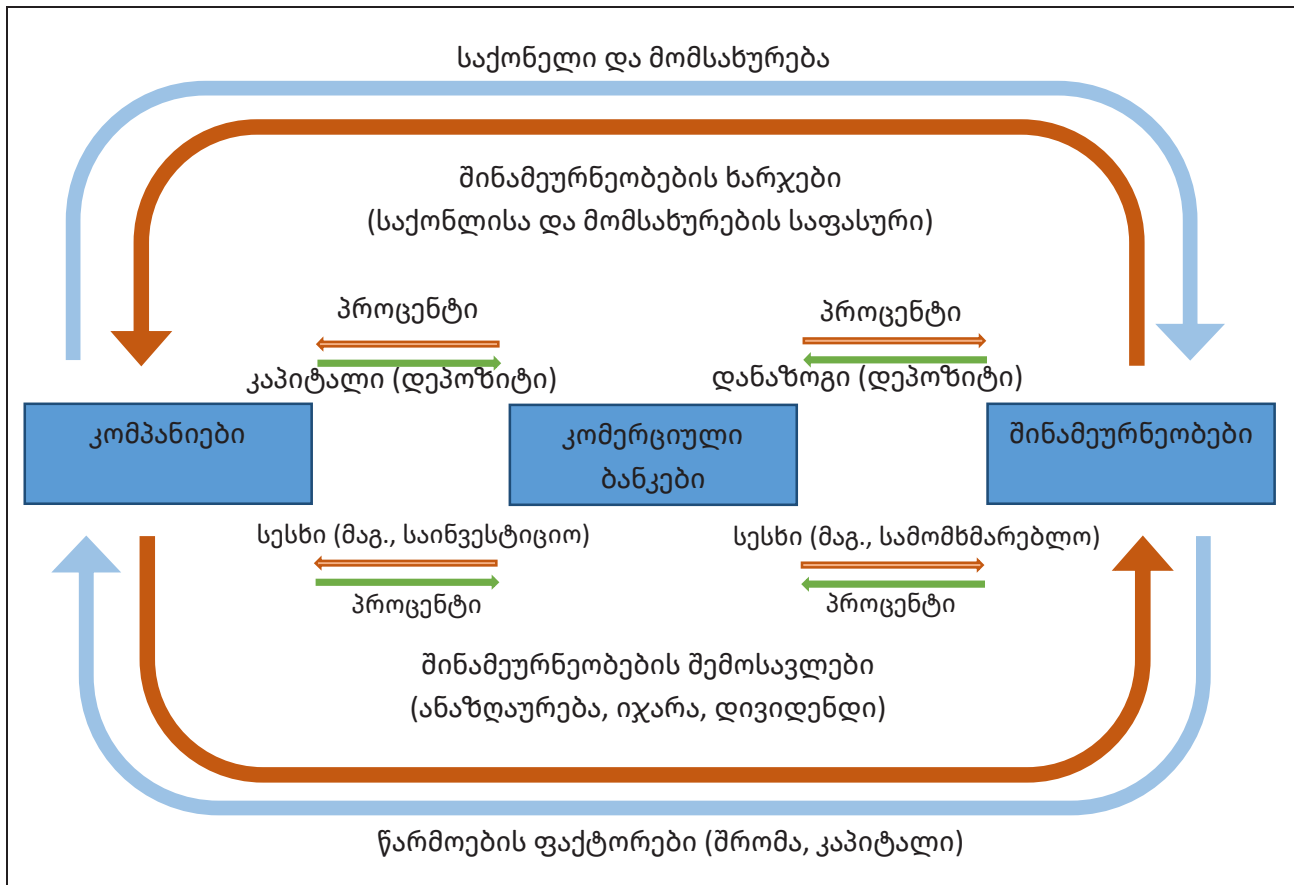 საქონელი და მომსახურება
შინამეურნეობების ხარჯები
(საქონლისა და მომსახურების საფასური)
პროცენტი
პროცენტი
კაპიტალი (დეპოზიტი)
დანაზოგი (დეპოზიტი)
კომპანიები
კომერციული
ბანკები
შინამეურნეობები
სესხი (მაგ., საინვესტიციო)
სესხი (მაგ., სამომხმარებლო)
პროცენტი
პროცენტი
შინამეურნეობების შემოსავლები
(ანაზღაურება, იჯარა, დივიდენდი)
წარმოების ფაქტორები (შრომა, კაპიტალი)